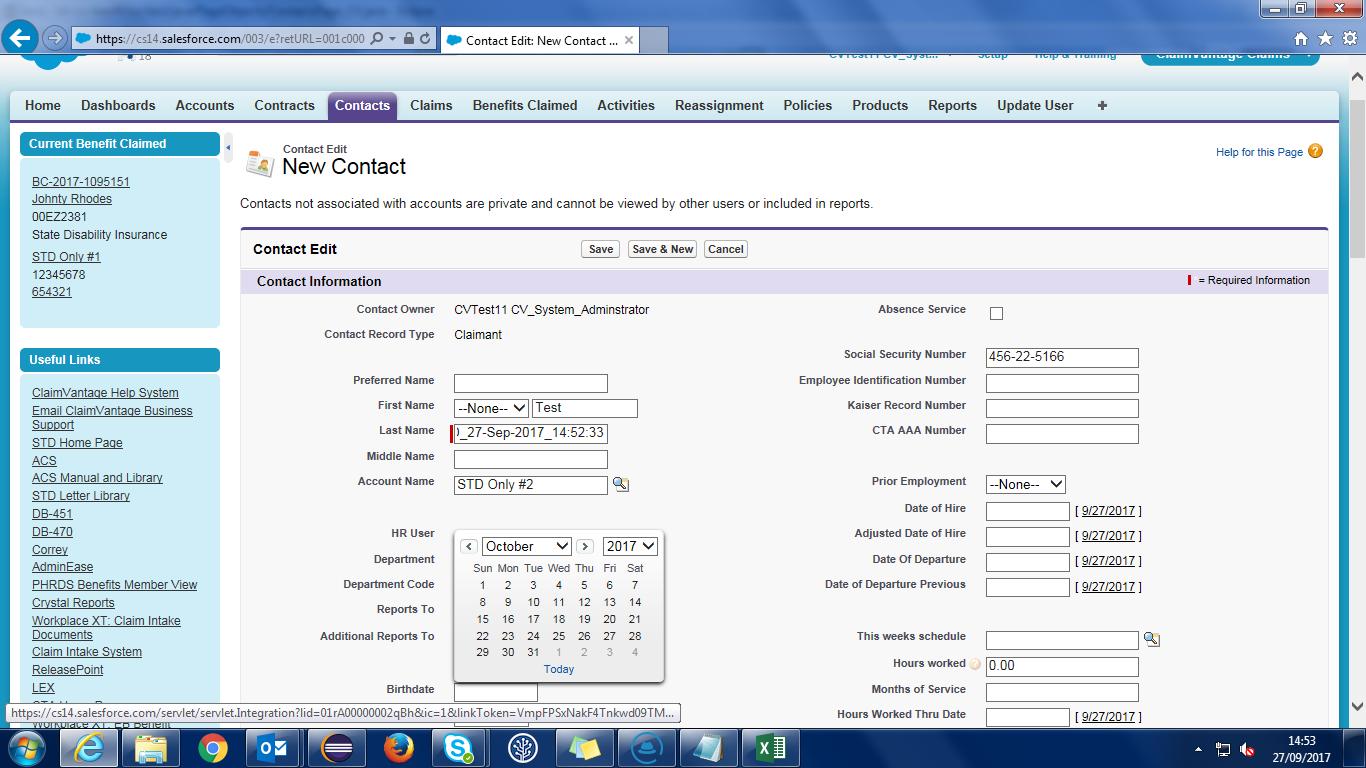 https://cs14.salesforce.com/003/e?retURL=001c000
Contact Edit: New Contact ...
18
CVTest11 CV_Syst...
Setup
Help & Training
ClaimVantage Claims
Home Dashboards Accounts Contracts Contacts Claims Benefits Claimed Activities Reassignment Policies Products Reports Update User +
Current Benefit Claimed
BC-2017-1095151
Johnty Rhodes
00EZ2381
State Disability Insurance
STD Only #1
12345678
654321
Useful Links
ClaimVantage Help System
Email ClaimVantage Business
Support
STD Home Page
ACS
ACS Manual and Library
STD Letter Library
DB-451
DB-470
Correy
AdminEase
PHRDS Benefits Member View
Crystal Reports
Workplace XT: Claim Intake
Documents
Claim Intake System
ReleasePoint
LEX
Workplace XT: EB Benefit
Contact Edit
New Contact
Help for this Page ?
Contacts not associated with accounts are private and cannot be viewed by other users or included in reports.
Contact Edit Save Save & New Cancel
Contact Information = Required Information
Contact Owner CVTest11 CV_System_Adminstrator
Contact Record Type Claimant
Preferred Name
First Name --None-- Test
Last Name )_27-Sep-2017_14:52:33
Middle Name
Account Name STD Only #2
HR User
Department
Department Code
Reports To
Additional Reports To
Birthdate
October 2017
Sun Mon Tue Wed Thu Fri Sat
1 2 3 4 5 6 7
8 9 10 11 12 13 14
15 16 17 18 19 20 21
22 23 24 25 26 27 28
29 30 31 1 2 3 4
Today
Absence Service
Social Security Number 456-22-5166
Employee Identification Number
Kaiser Record Number
CTA AAA Number
Prior Employment --None--
Date of Hire [ 9/27/2017 ]
Adjusted Date of Hire [ 9/27/2017 ]
Date Of Departure [ 9/27/2017 ]
Date of Departure Previous [ 9/27/2017 ]
This weeks schedule
Hours worked 0.00
Months of Service
Hours Worked Thru Date [ 9/27/2017 ]
https://cs14.salesforce.com/servlet/servlet.Integration?lid=01rA00000002qBh&ic=1&linkToken=VmpFPSxNakF4Tnkwd09TM...
14:53
27/09/2017